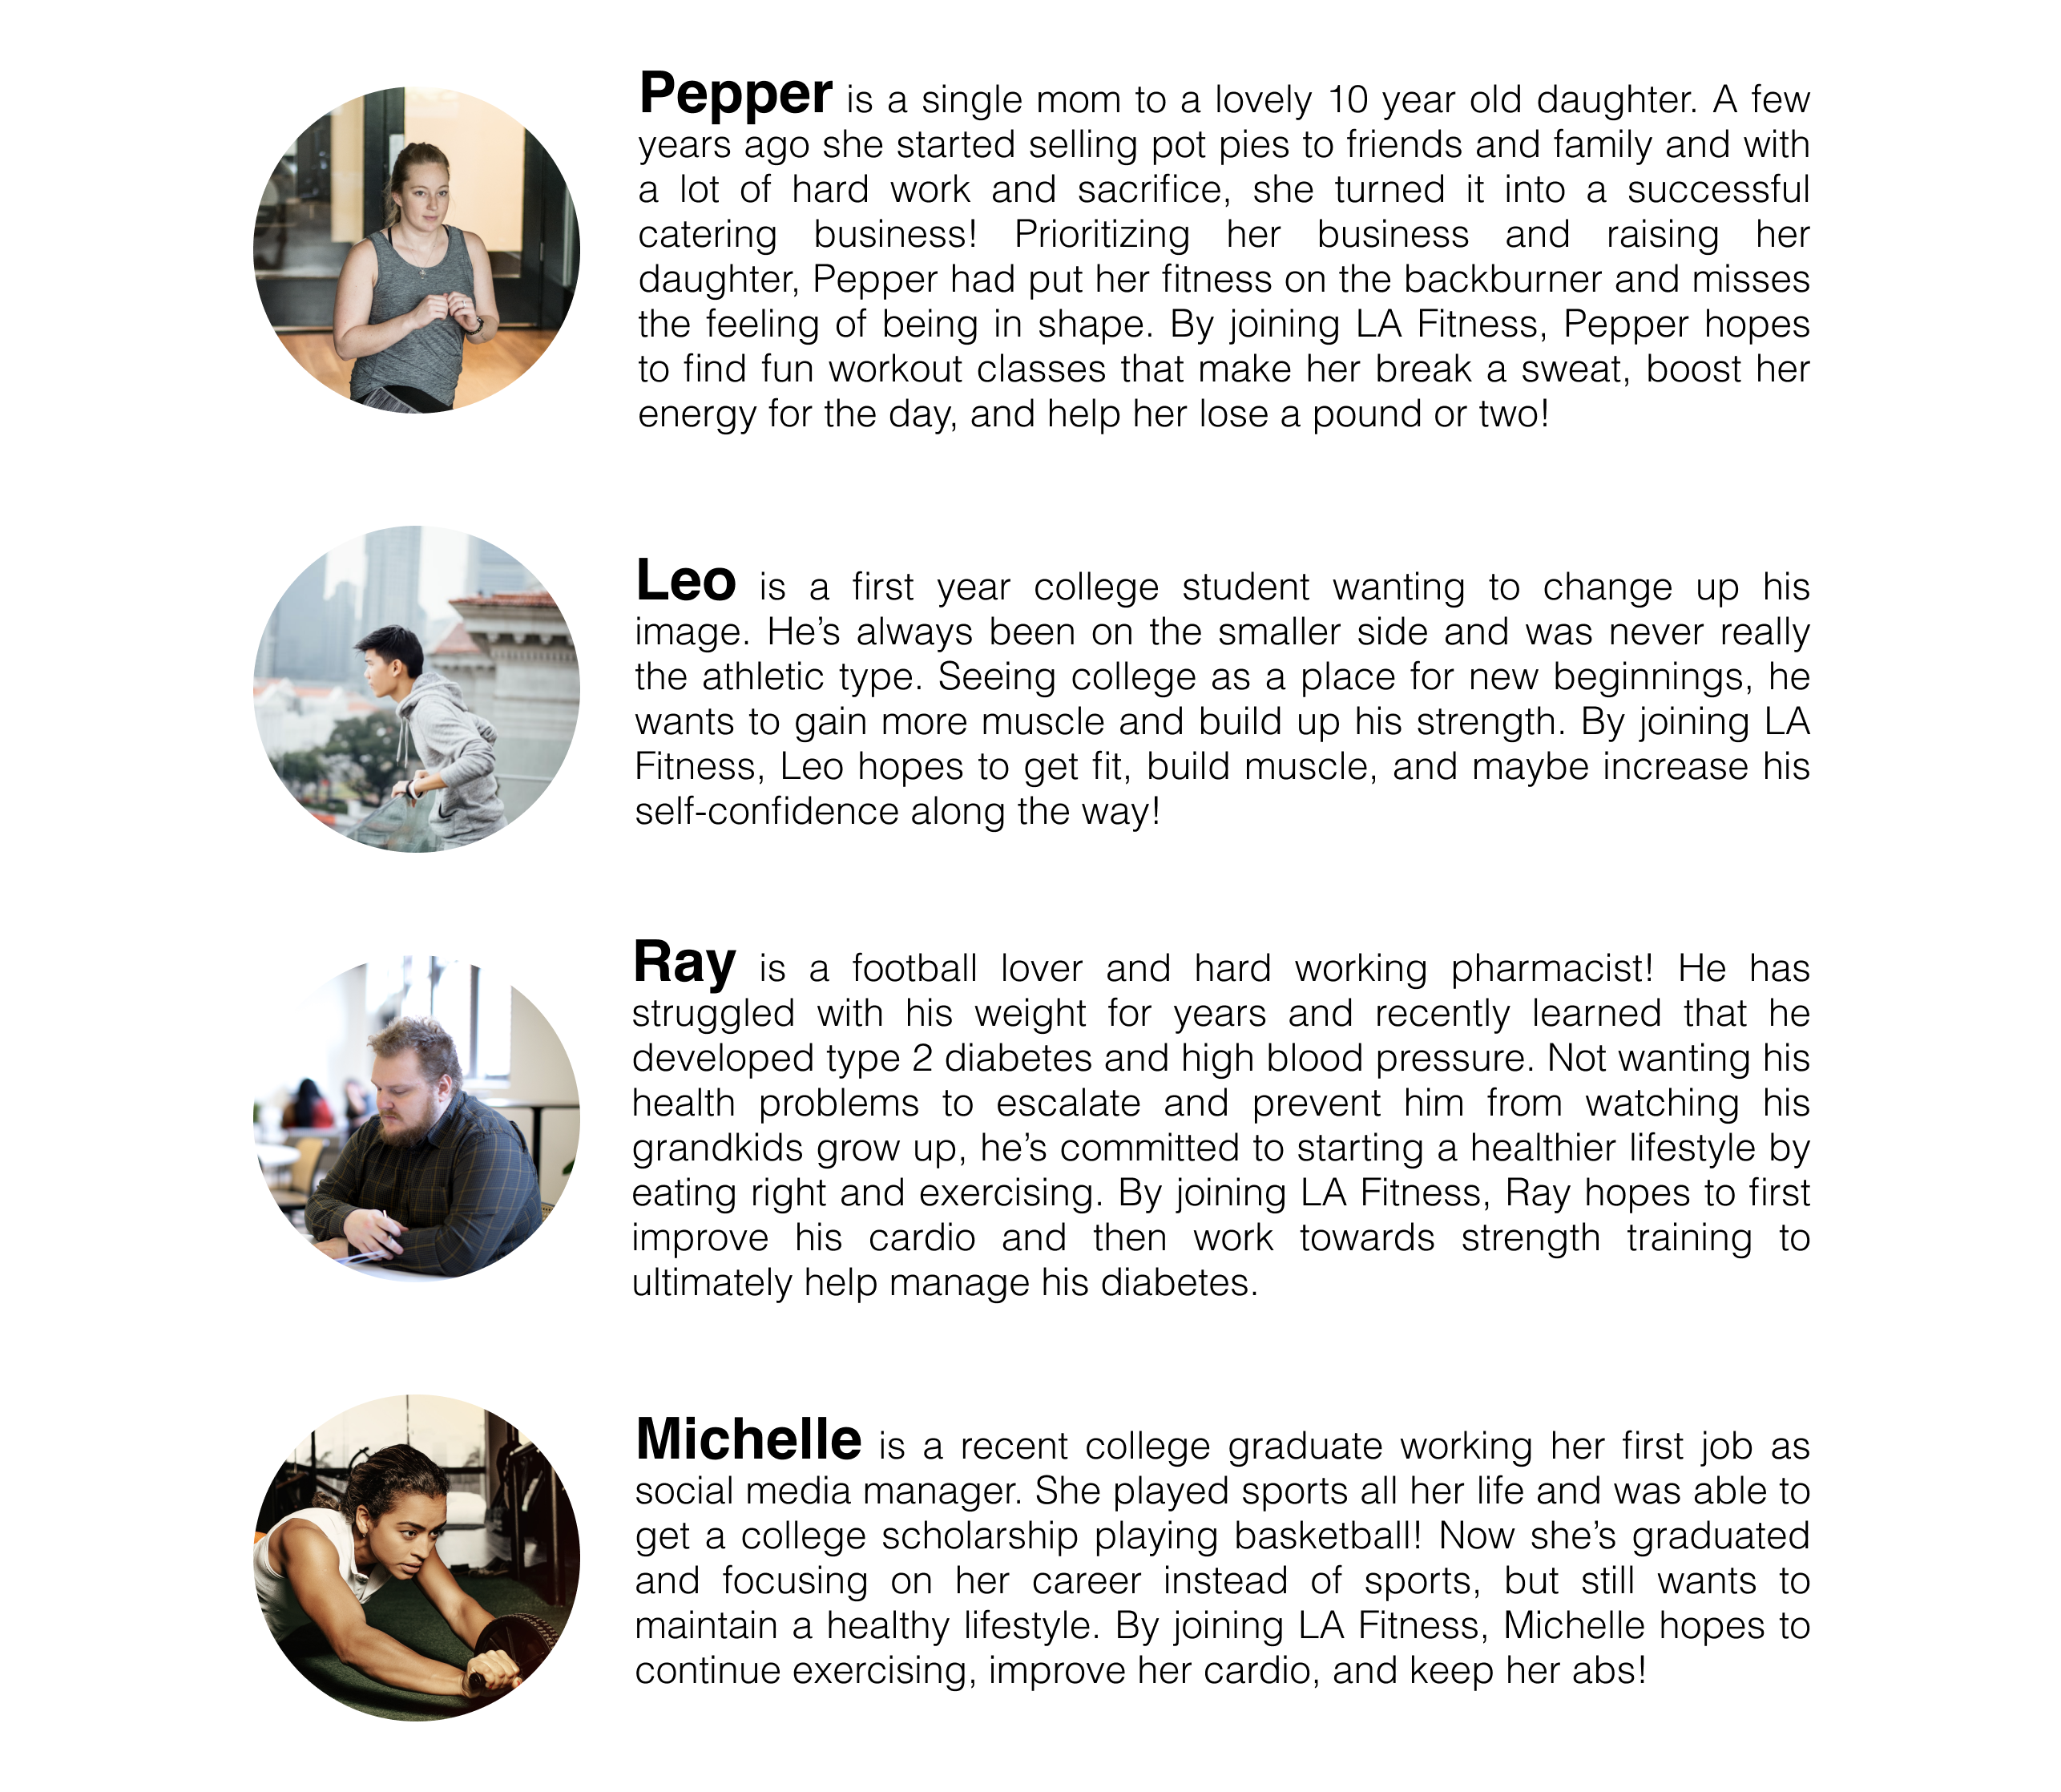 Pepper is a single mom to a lovely 10 year old daughter. A few
years ago she started selling pot pies to friends and family and with
a lot of hard work and sacrifice, she turned it into a successful
catering business! Prioritizing her business and raising her
daughter, Pepper had put her fitness on the backburner and misses
the feeling of being in shape. By joining LA Fitness, Pepper hopes
to find fun workout classes that make her break a sweat, boost her
energy for the day, and help her lose a pound or two!
Leo is a first year college student wanting to change up his
image. He’s always been on the smaller side and was never really
the athletic type. Seeing college as a place for new beginnings, he
wants to gain more muscle and build up his strength. By joining LA
Fitness, Leo hopes to get fit, build muscle, and maybe increase his
self-confidence along the way!
Ray is a football lover and hard working pharmacist! He has
struggled with his weight for years and recently learned that he
developed type 2 diabetes and high blood pressure. Not wanting his
health problems to escalate and prevent him from watching his
grandkids grow up, he’s committed to starting a healthier lifestyle by
eating right and exercising. By joining LA Fitness, Ray hopes to first
improve his cardio and then work towards strength training to
ultimately help manage his diabetes.
Michelle is a recent college graduate working her first job as
social media manager. She played sports all her life and was able to
get a college scholarship playing basketball! Now she’s graduated
and focusing on her career instead of sports, but still wants to
maintain a healthy lifestyle. By joining LA Fitness, Michelle hopes to
continue exercising, improve her cardio, and keep her abs!